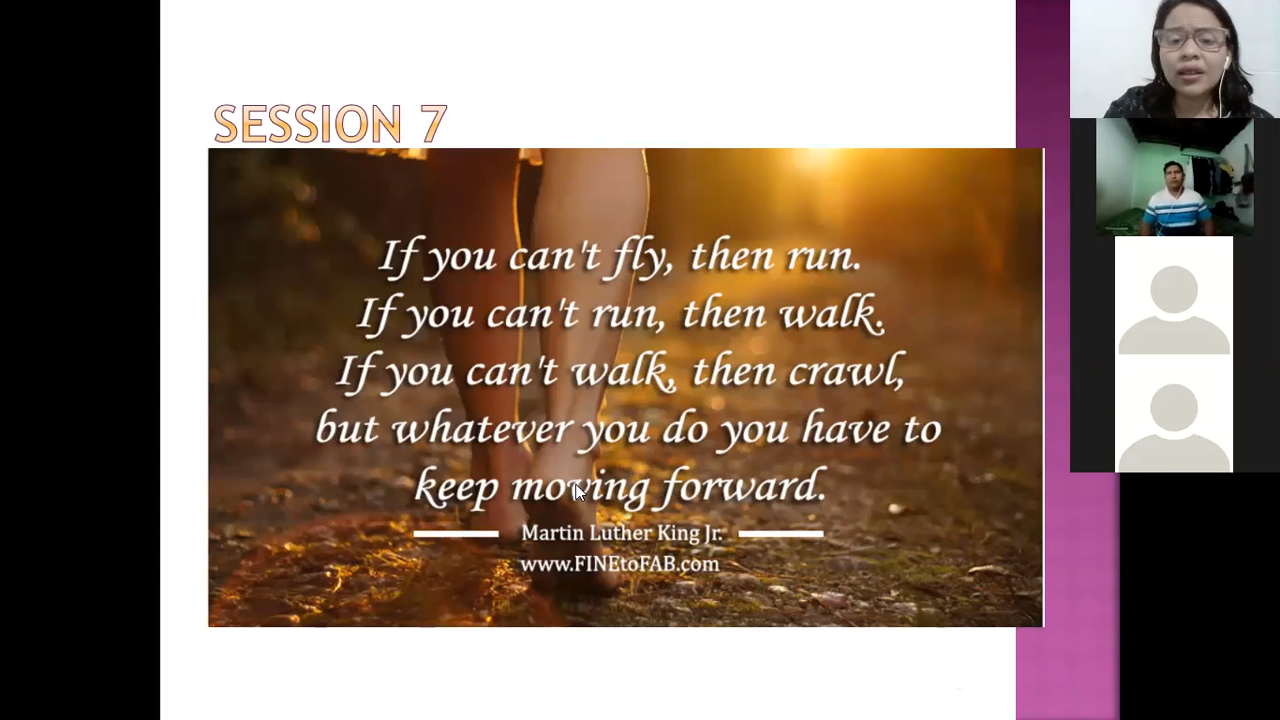 SESSION 7
If you can't fly, then run.
If you can't run, then walk.
If you can't walk, then crawl,
but whatever you do you have to
keep moving forward.
Martin Luther King Jr.
www.FINEtoFAB.com